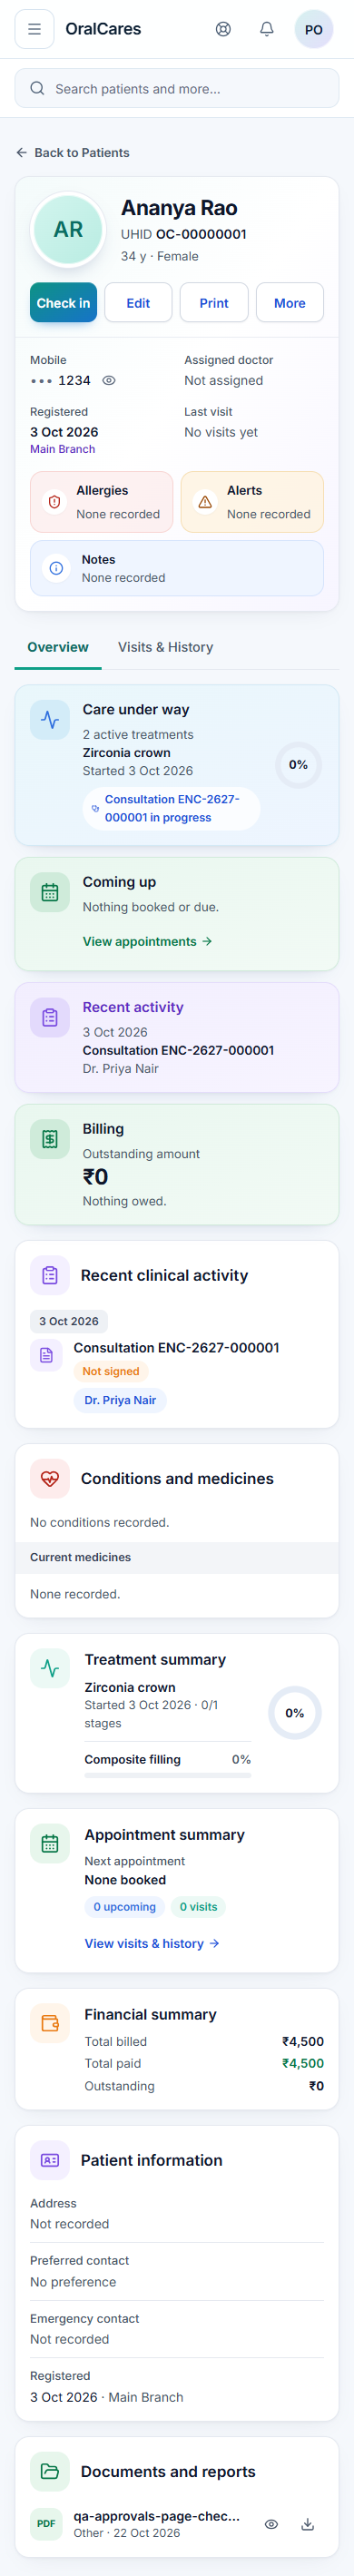 OralCares
PO
Search patients and more...
Back to Patients
AR
Ananya Rao
UHID OC-00000001
34 y · Female
Check in
Edit
Print
More
Mobile
••• 1234
Assigned doctor
Not assigned
Registered
3 Oct 2026
Main Branch
Last visit
No visits yet
Allergies
None recorded
Alerts
None recorded
Notes
None recorded
Overview
Visits & History
Care under way
2 active treatments
Zirconia crown
Started 3 Oct 2026
0%
Consultation ENC-2627-
000001 in progress
Coming up
Nothing booked or due.
View appointments →
Recent activity
3 Oct 2026
Consultation ENC-2627-000001
Dr. Priya Nair
Billing
Outstanding amount
₹0
Nothing owed.
Recent clinical activity
3 Oct 2026
Consultation ENC-2627-000001
Not signed
Dr. Priya Nair
Conditions and medicines
No conditions recorded.
Current medicines
None recorded.
Treatment summary
Zirconia crown
Started 3 Oct 2026 · 0/1
stages
0%
Composite filling 0%
Appointment summary
Next appointment
None booked
0 upcoming
0 visits
View visits & history →
Financial summary
Total billed ₹4,500
Total paid ₹4,500
Outstanding ₹0
Patient information
Address
Not recorded
Preferred contact
No preference
Emergency contact
Not recorded
Registered
3 Oct 2026 · Main Branch
Documents and reports
PDF
qa-approvals-page-chec...
Other · 22 Oct 2026